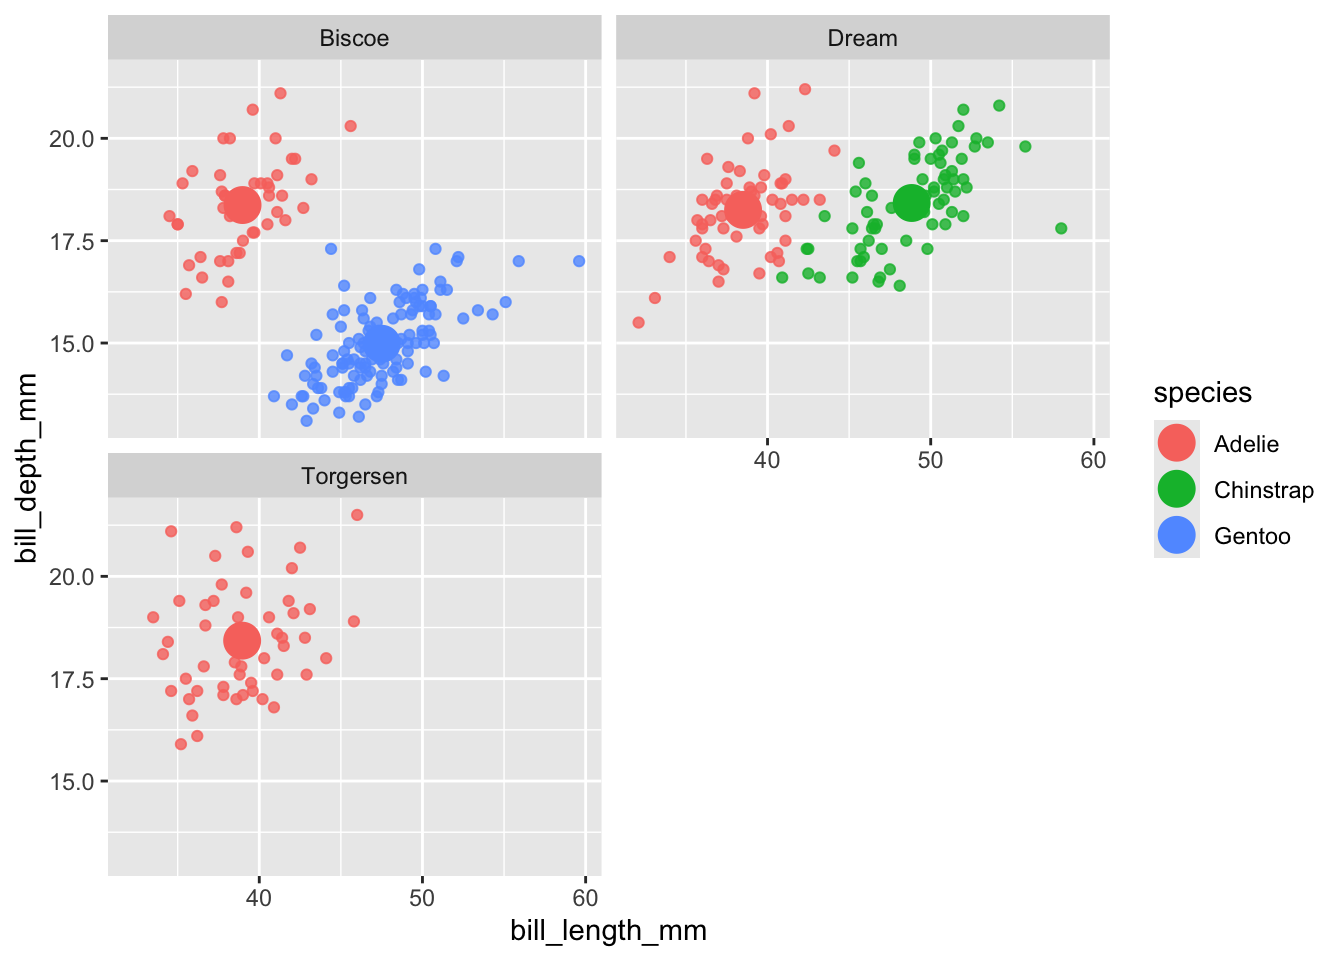 Biscoe
Dream
20.0
17.5
15.0
40
50
60
Torgersen
20.0
17.5
15.0
40
50
60
bill_length_mm
bill_depth_mm
species
Adelie
Chinstrap
Gentoo